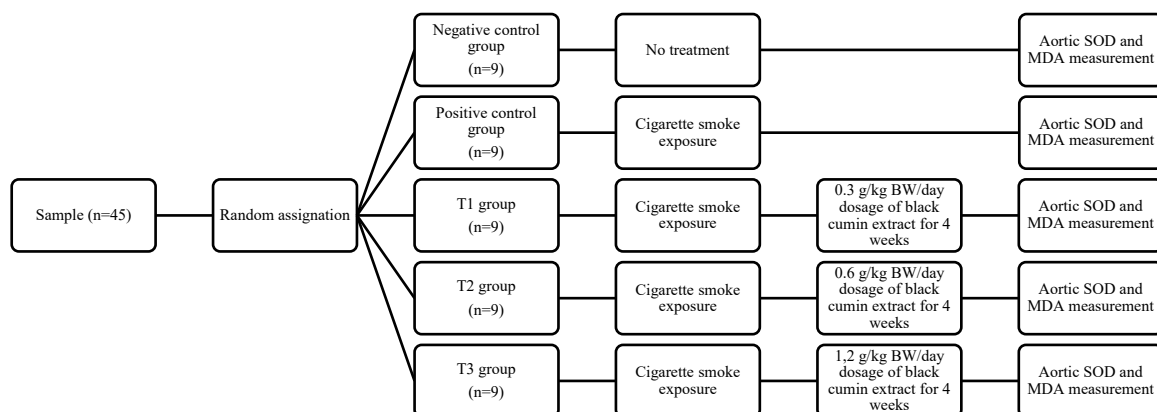 Negative control
group
(n=9)
No treatment
Aortic SOD and
MDA measurement
Positive control
group
(n=9)
Cigarette smoke
exposure
Aortic SOD and
MDA measurement
Sample (n=45)
Random assignation
T1 group
(n=9)
Cigarette smoke
exposure
0.3 g/kg BW/day
dosage of black
cumin extract for 4
weeks
Aortic SOD and
MDA measurement
T2 group
(n=9)
Cigarette smoke
exposure
0.6 g/kg BW/day
dosage of black
cumin extract for 4
weeks
Aortic SOD and
MDA measurement
T3 group
(n=9)
Cigarette smoke
exposure
1,2 g/kg BW/day
dosage of black
cumin extract for 4
weeks
Aortic SOD and
MDA measurement